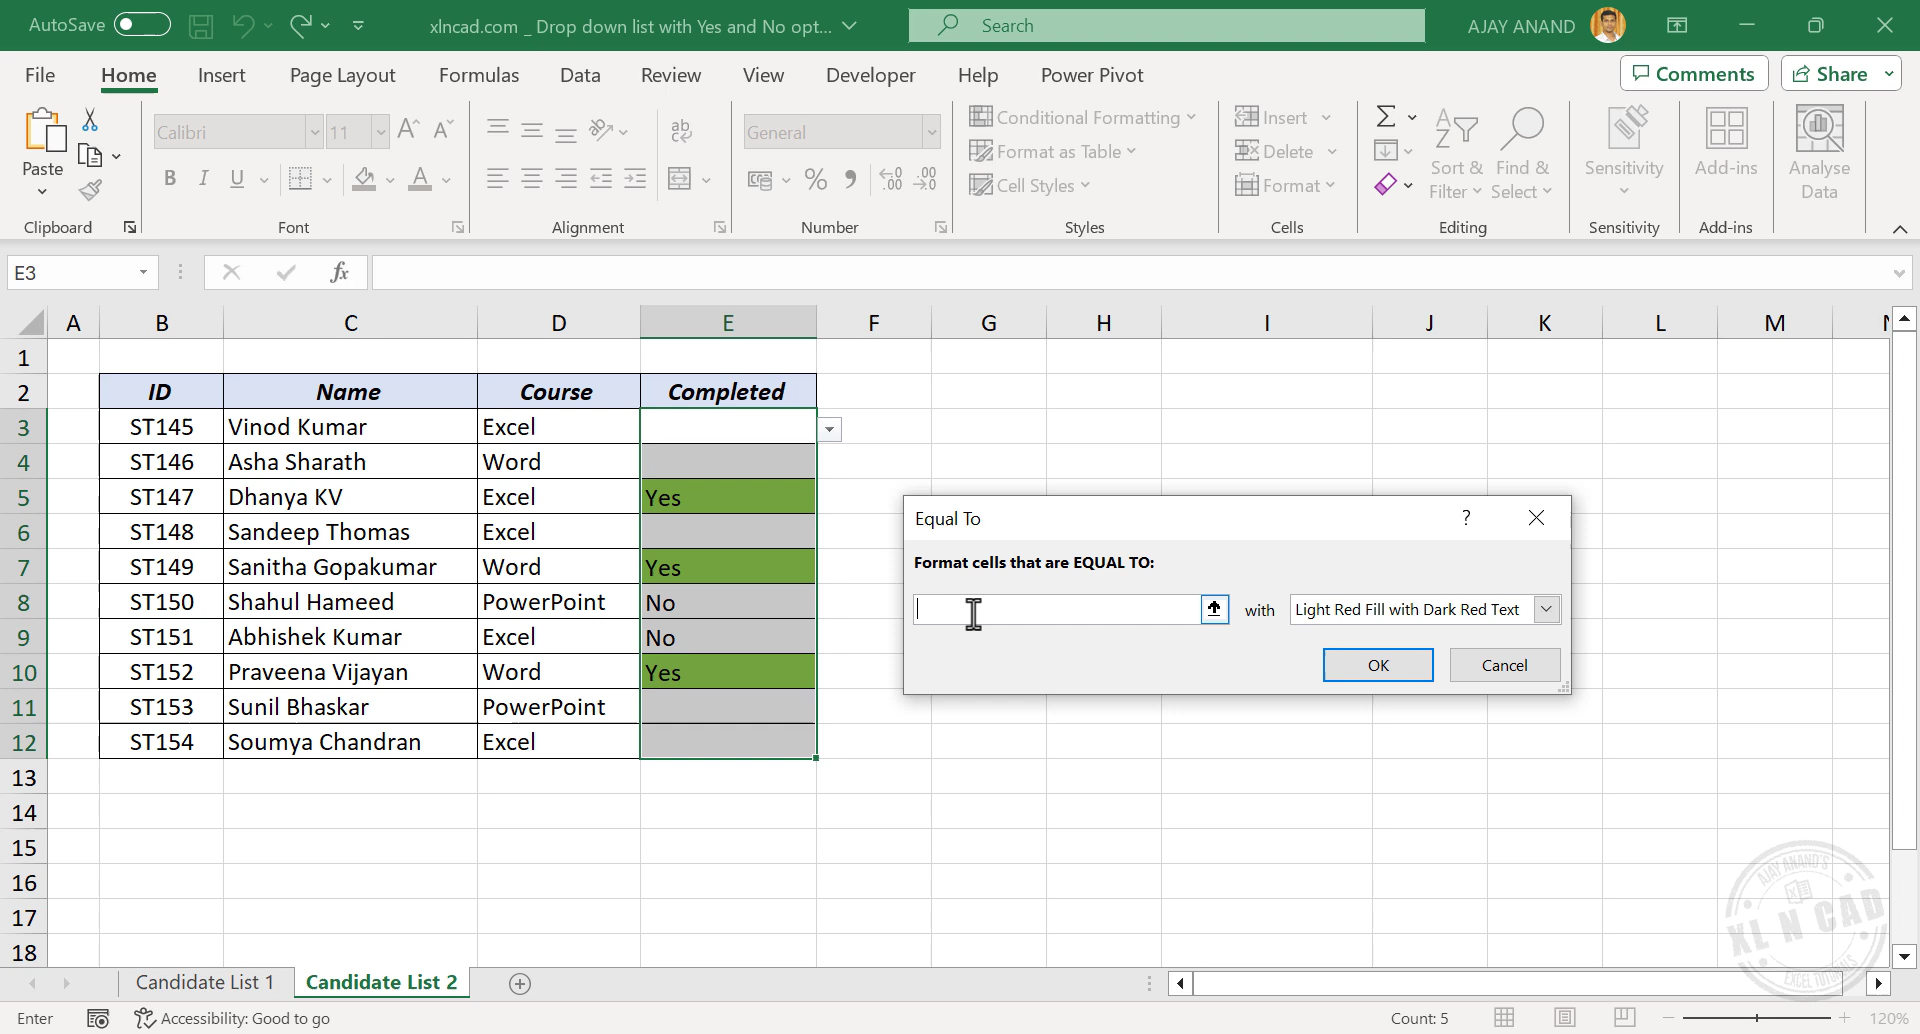 AutoSave
xlncad.com _ Drop down list with Yes and No opt...
Search
AJAY ANAND
File Home Insert Page Layout Formulas Data Review View Developer Help Power Pivot
Comments Share
Paste
Calibri 11
B I U
ab
General
Conditional Formatting
Format as Table
Cell Styles
Insert
Delete
Format
Sort & Filter
Find & Select
Sensitivity
Add-ins
Analyse Data
Clipboard Font Alignment Number Styles Cells Editing Sensitivity Add-ins
E3 fx
A B C D E F G H I J K L M
1
2 ID Name Course Completed
3 ST145 Vinod Kumar Excel
4 ST146 Asha Sharath Word
5 ST147 Dhanya KV Excel Yes
6 ST148 Sandeep Thomas Excel
7 ST149 Sanitha Gopakumar Word Yes
8 ST150 Shahul Hameed PowerPoint No
9 ST151 Abhishek Kumar Excel No
10 ST152 Praveena Vijayan Word Yes
11 ST153 Sunil Bhaskar PowerPoint
12 ST154 Soumya Chandran Excel
13
14
15
16
17
18
Equal To ?
Format cells that are EQUAL TO:
with Light Red Fill with Dark Red Text
OK Cancel
AJAY ANAND'S
XL N CAD
EXCEL TUTORIALS
Candidate List 1 Candidate List 2
Enter Accessibility: Good to go Count: 5 120%